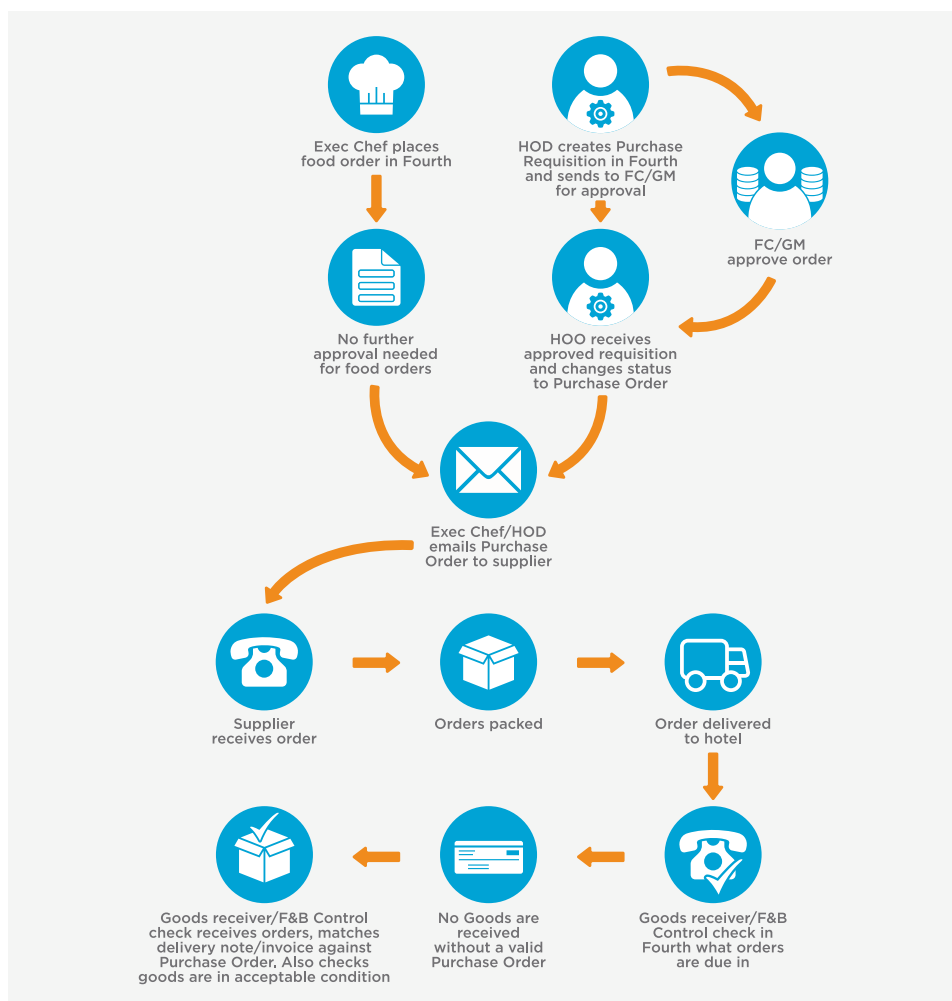 Exec Chef places
food order in Fourth
HOD creates Purchase
Requisition in Fourth
and sends to FC/GM
for approval
FC/GM
approve order
No further
approval needed
for food orders
HOO receives
approved requisition
and changes status
to Purchase Order
Exec Chef/HOD
emails Purchase
Order to supplier
Supplier
receives order
Orders packed
Order delivered
to hotel
Goods receiver/F&B Control
check receives orders, matches
delivery note/invoice against
Purchase Order, Also checks
goods are in acceptable condition
No Goods are
received
without a valid
Purchase Order
Goods receiver/F&B
Control check in
Fourth what orders
are due in